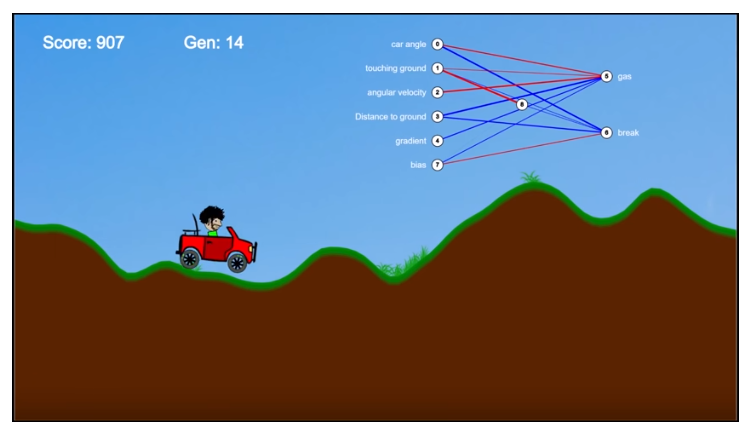 Score: 907
Gen: 14
car angle 0
touching ground 1
angular velocity 2
Distance to ground 3
gradient 4
bias 7
5 gas
8
6 break